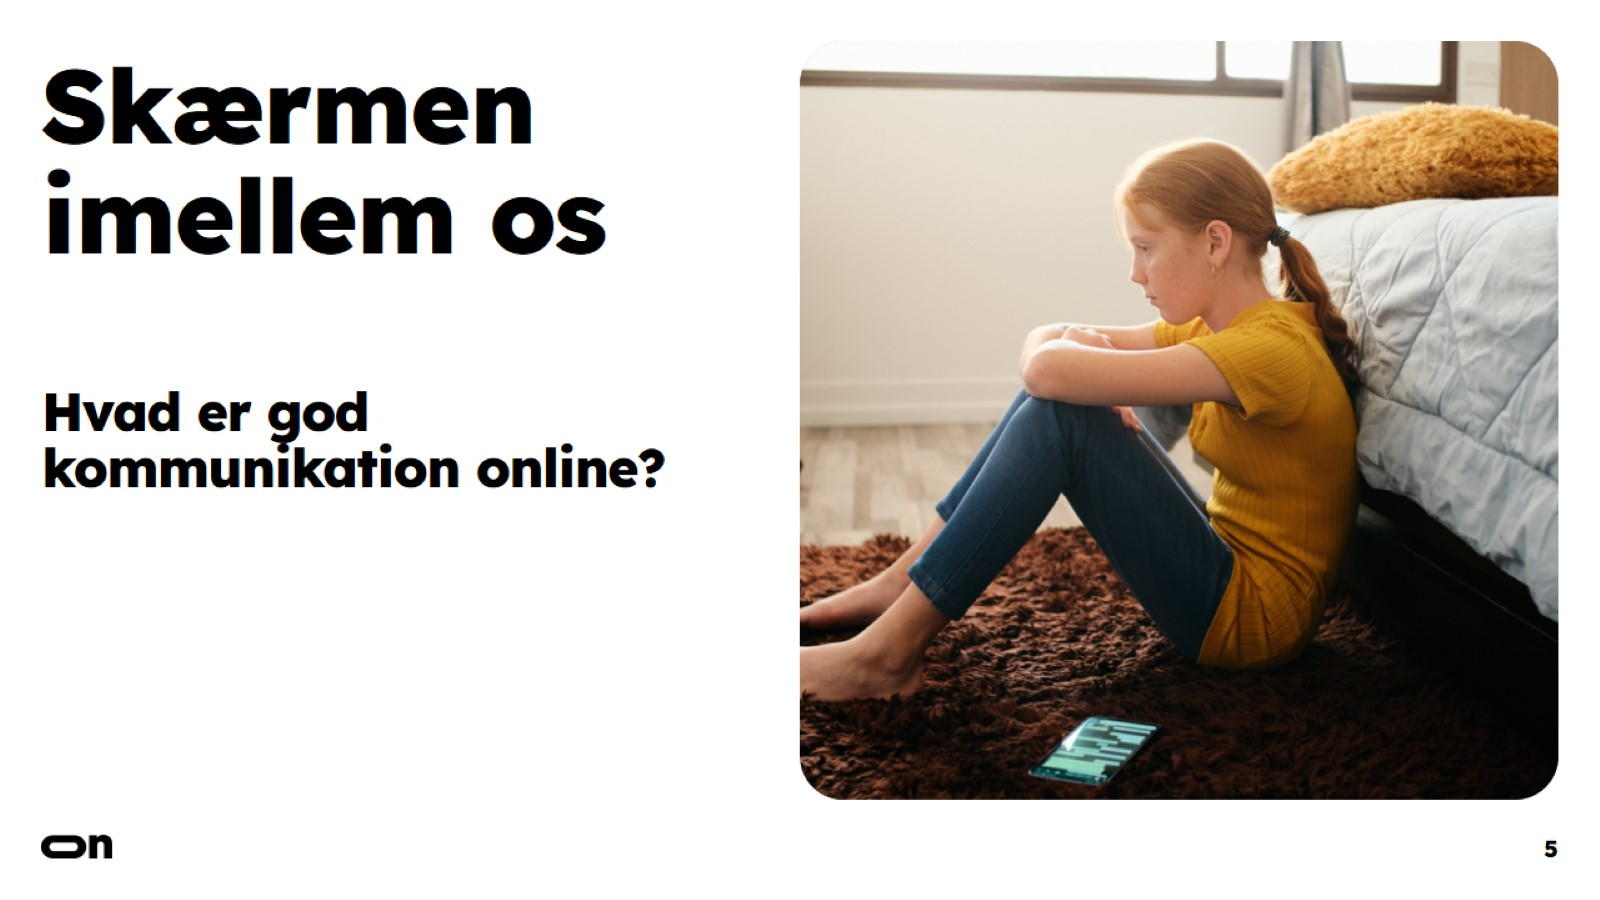 Skærmen
imellem os
Hvad er god
kommunikation online?
on
5